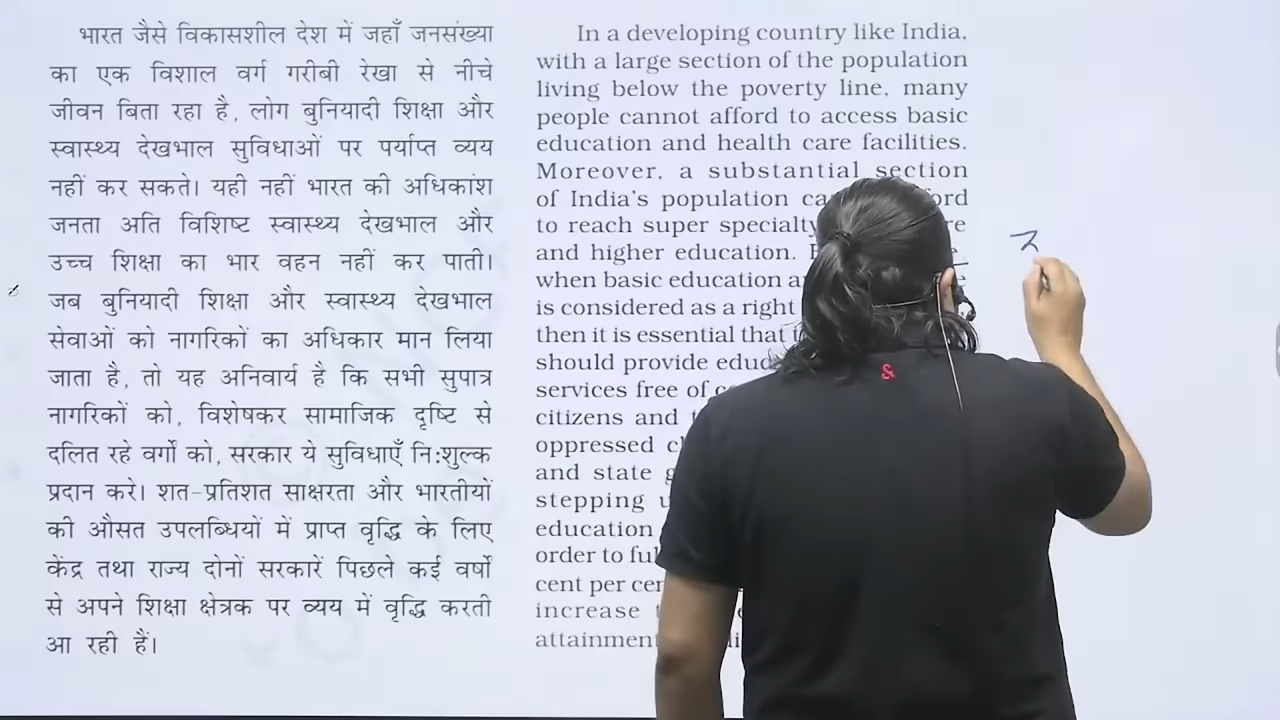 भारत जैसे विकासशील देश में जहाँ जनसंख्या
का एक विशाल वर्ग गरीबी रेखा से नीचे
जीवन बिता रहा है, लोग बुनियादी शिक्षा और
स्वास्थ्य देखभाल सुविधाओं पर पर्याप्त व्यय
नहीं कर सकते। यही नहीं भारत की अधिकांश
जनता अति विशिष्ट स्वास्थ्य देखभाल और
उच्च शिक्षा का भार वहन नहीं कर पाती।
जब बुनियादी शिक्षा और स्वास्थ्य देखभाल
सेवाओं को नागरिकों का अधिकार मान लिया
जाता है, तो यह अनिवार्य है कि सभी सुपात्र
नागरिकों को, विशेषकर सामाजिक दृष्टि से
दलित रहे वर्गों को, सरकार ये सुविधाएँ नि:शुल्क
प्रदान करे। शत-प्रतिशत साक्षरता और भारतीयों
की औसत उपलब्धियों में प्राप्त वृद्धि के लिए
केंद्र तथा राज्य दोनों सरकारें पिछले कई वर्षों
से अपने शिक्षा क्षेत्रक पर व्यय में वृद्धि करती
आ रही हैं।
In a developing country like India,
with a large section of the population
living below the poverty line, many
people cannot afford to access basic
education and health care facilities.
Moreover, a substantial section
of India's population
to reach super specialty
and higher education.
when basic education
is considered as a right
then it is essential that
should provide
services free of
citizens and
oppressed
and state
stepping
education
order to
cent per
increase
attainment
&